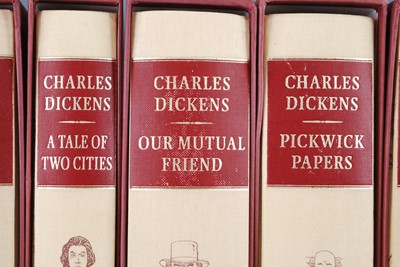 CHARLES
DICKENS
A TALE OF
TWO CITIES
CHARLES
DICKENS
OUR MUTUAL
FRIEND
CHARLES
DICKENS
PICKWICK
PAPERS